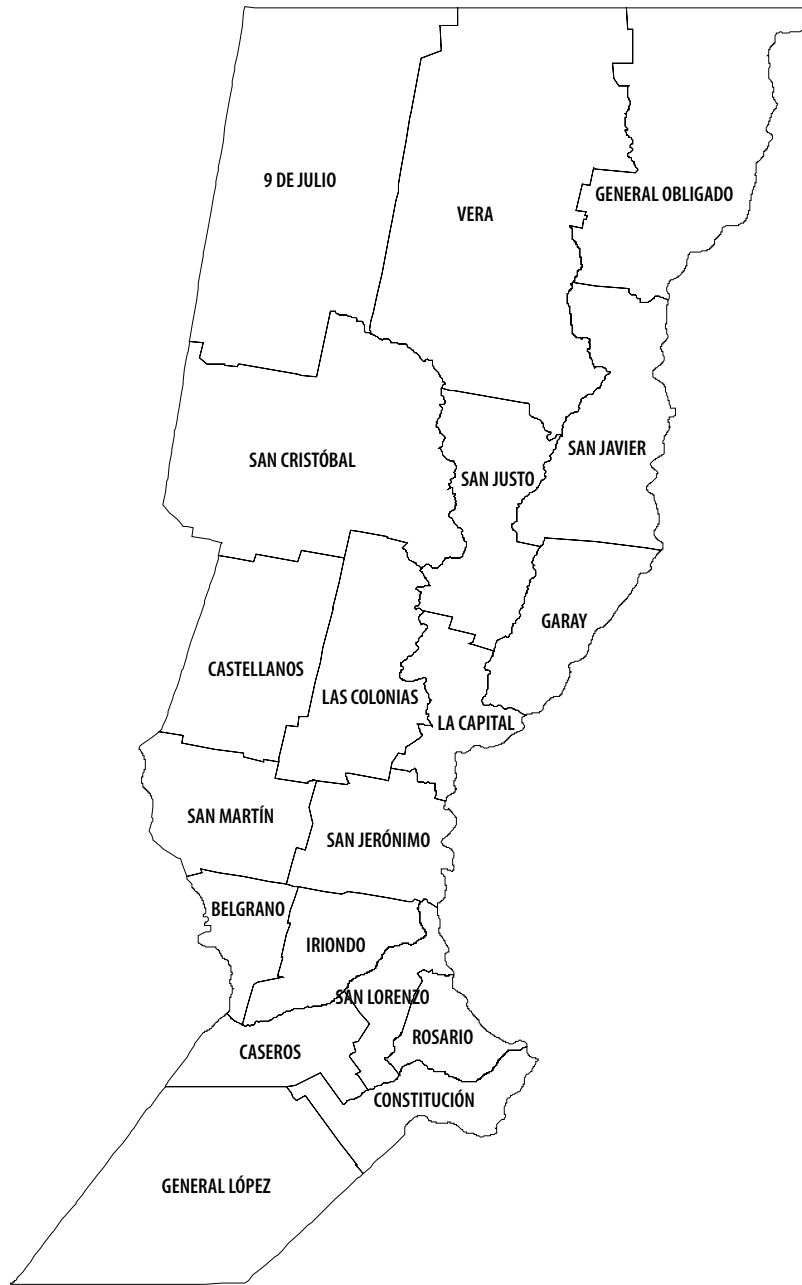 9 DE JULIO
GENERAL OBLIGADO
VERA
SAN JAVIER
SAN CRISTÓBAL
SAN JUSTO
GARAY
CASTELLANOS
LAS COLONIAS
LA CAPITAL
SAN MARTÍN
SAN JERÓNIMO
BELGRANO
IRIONDO
SAN LORENZO
ROSARIO
CASEROS
CONSTITUCIÓN
GENERAL LÓPEZ